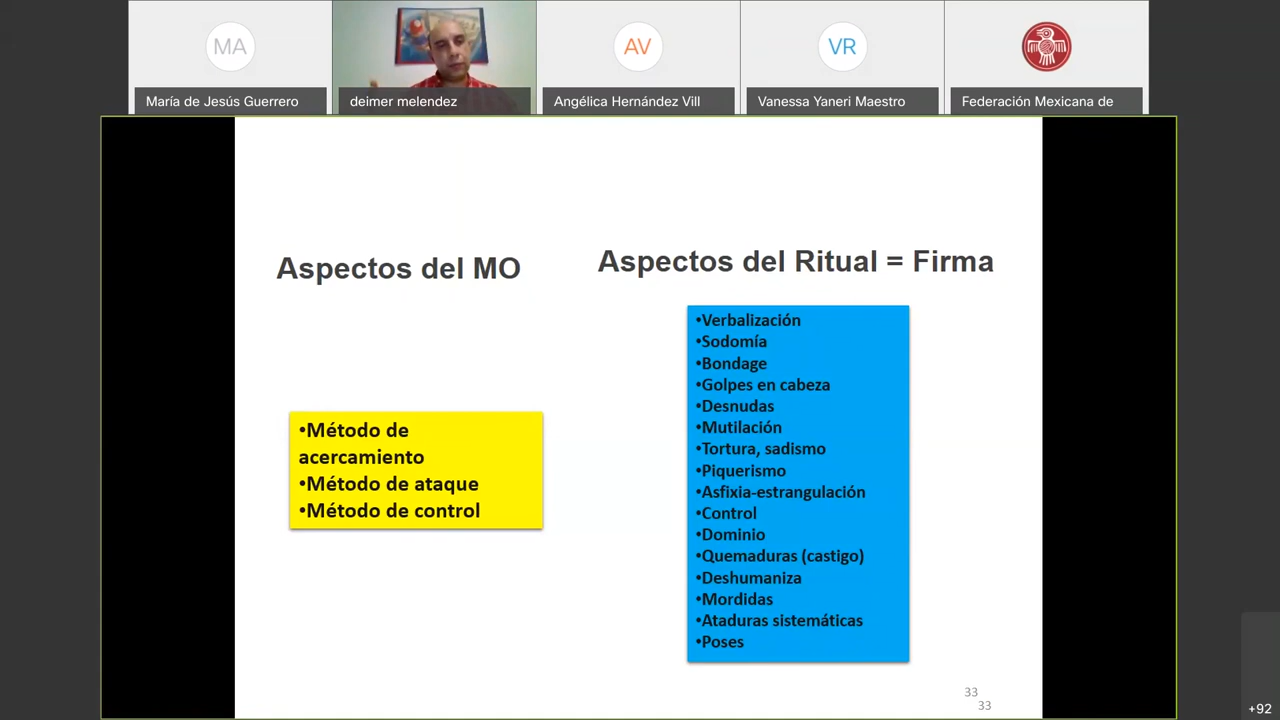 MA
AV
VR
María de Jesús Guerrero
deimer melendez
Angélica Hernández Vill
Vanessa Yaneri Maestro
Federación Mexicana de
Aspectos del MO
Aspectos del Ritual = Firma
•Método de
acercamiento
•Método de ataque
•Método de control
•Verbalización
•Sodomía
•Bondage
•Golpes en cabeza
•Desnudas
•Mutilación
•Tortura, sadismo
•Piquerismo
•Asfixia-estrangulación
•Control
•Dominio
•Quemaduras (castigo)
•Deshumaniza
•Mordidas
•Ataduras sistemáticas
•Poses
33
33
+92